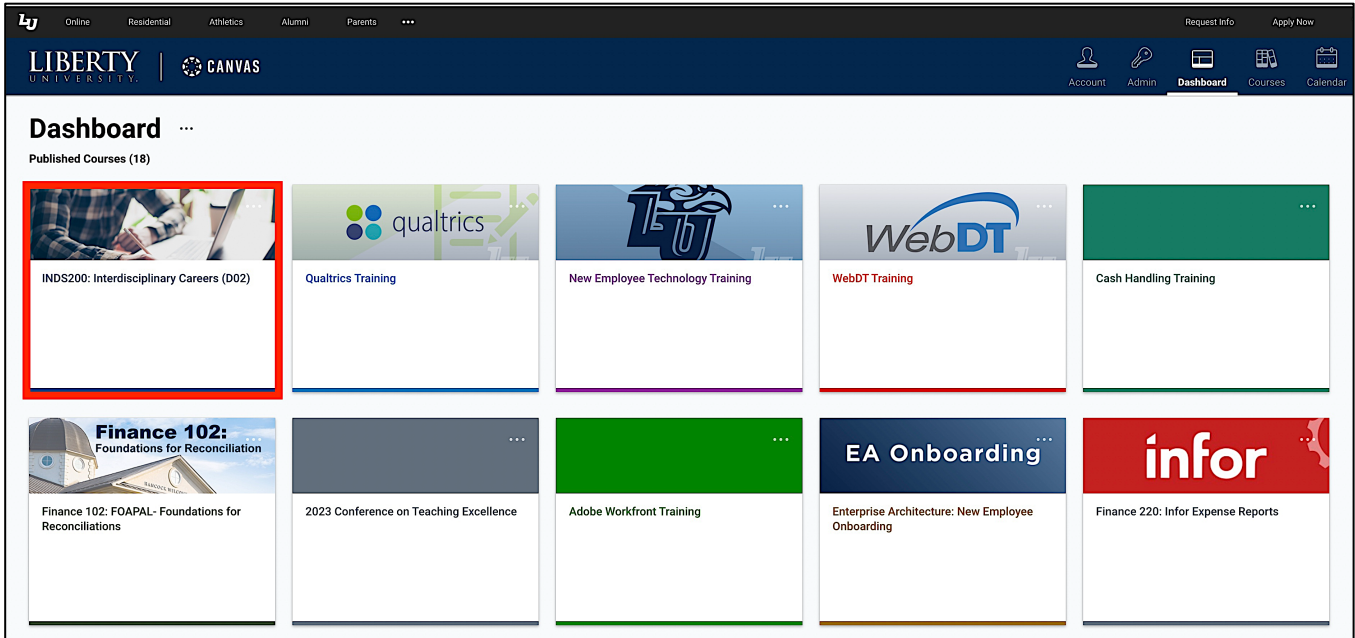 LU
Online Residential Athletics Alumni Parents ••• Request Info Apply Now
LIBERTY
UNIVERSITY.
CANVAS
Account Admin Dashboard Courses Calendar
Dashboard ...
Published Courses (18)
INDS200: Interdisciplinary Careers (D02)
qualtrics
Qualtrics Training
LU
New Employee Technology Training
WebDT
WebDT Training
Cash Handling Training
Finance 102:
Foundations for Reconciliation
Finance 102: FOAPAL- Foundations for
Reconciliations
2023 Conference on Teaching Excellence
Adobe Workfront Training
EA Onboarding
Enterprise Architecture: New Employee
Onboarding
infor
Finance 220: Infor Expense Reports